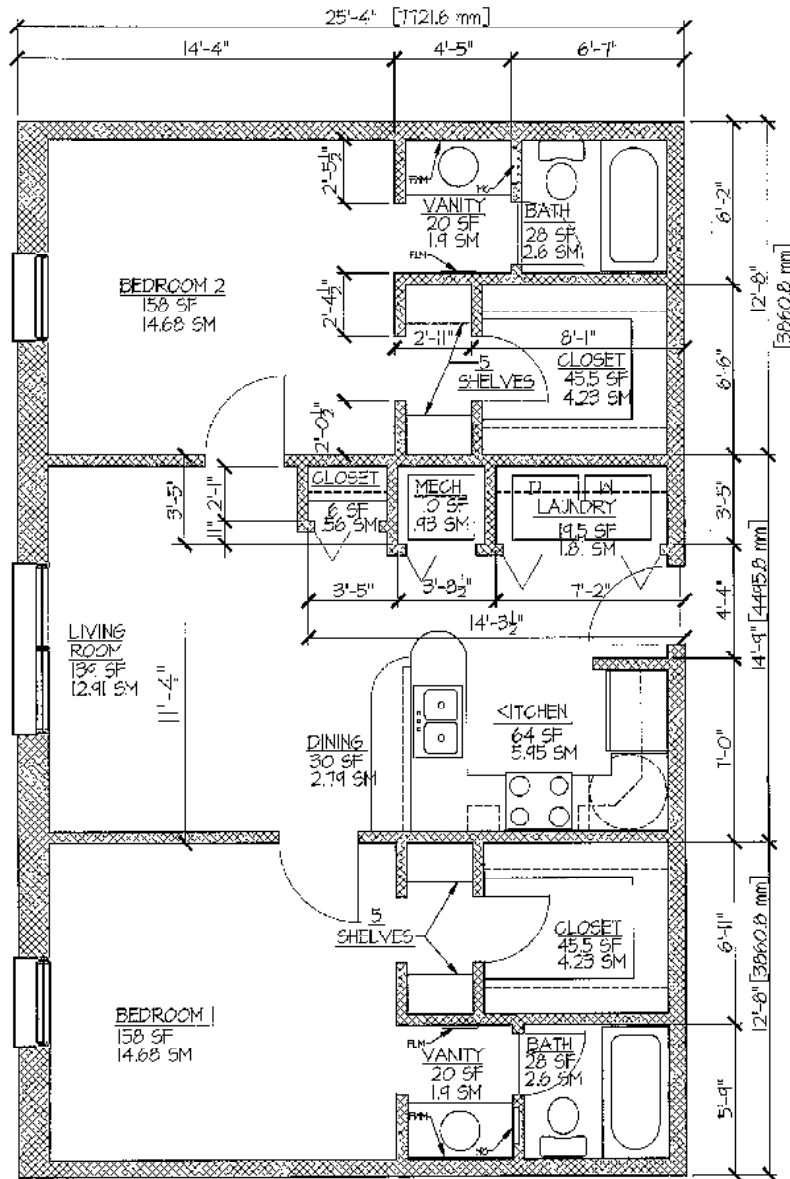 25'-4" [7721.6 mm]
14'-4"
4'-5"
6'-7"
2'-5½"
VANITY
20 SF
1.9 SM
BATH
28 SF
2.6 SM
6'-2"
BEDROOM 2
158 SF
14.68 SM
2'-4½"
12'-8"
[3860.8 mm]
2'-11"
8'-1"
5
SHELVES
CLOSET
45.5 SF
4.23 SM
6'-6"
2'-0½"
3'-5"
2'-1"
11"
CLOSET
6 SF
.56 SM
MECH
.93 SM
D
W
LAUNDRY
19.5 SF
3'-5"
3'-5"
3'-8½"
7'-2"
14'-3½"
4'-4"
14'-9" [4495.8 mm]
LIVING
ROOM
SF
12.91 SM
11'-4"
DINING
30 SF
2.79 SM
KITCHEN
64 SF
5.95 SM
7'-0"
5
SHELVES
CLOSET
45.5 SF
4.23 SM
6'-11"
12'-8" [3860.8 mm]
BEDROOM 1
158 SF
14.68 SM
VANITY
20 SF
1.9 SM
BATH
28 SF
2.6 SM
5'-9"